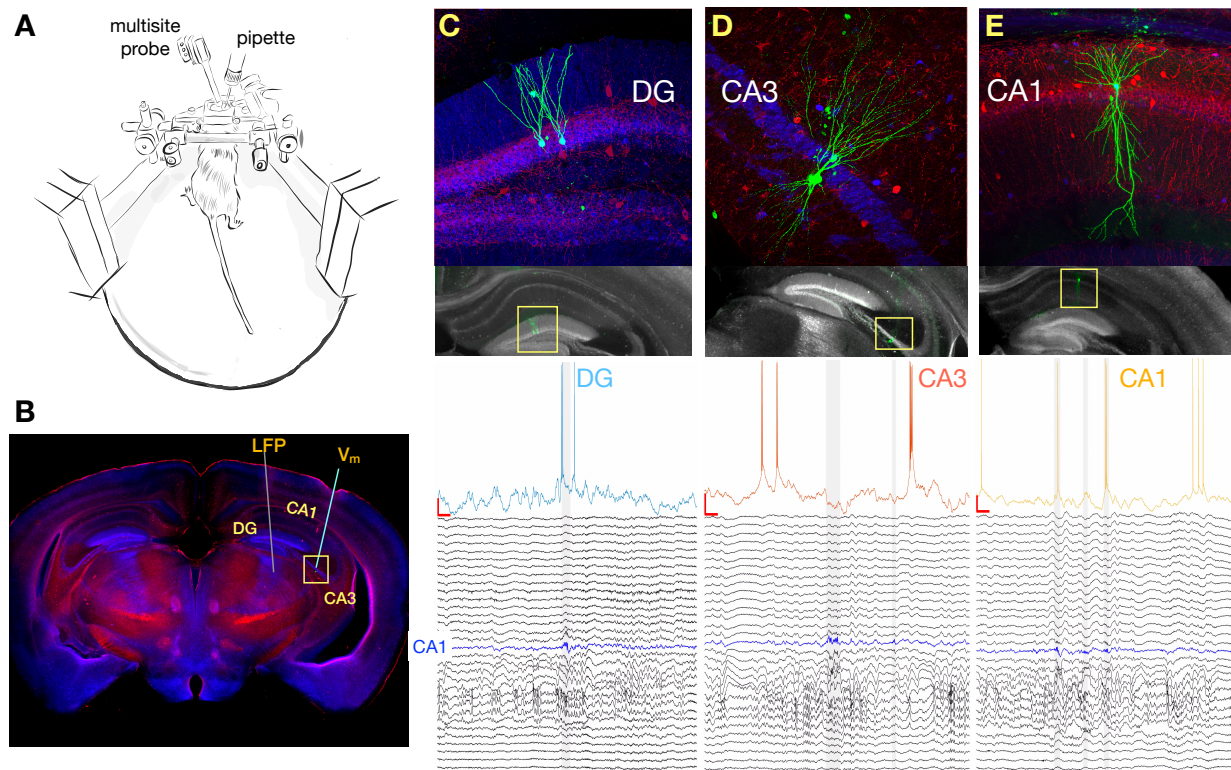 A
multisite
probe
pipette
B
LFP
Vm
CA1
DG
CA3
C
DG
D
CA3
E
CA1
DG
CA3
CA1
CA1